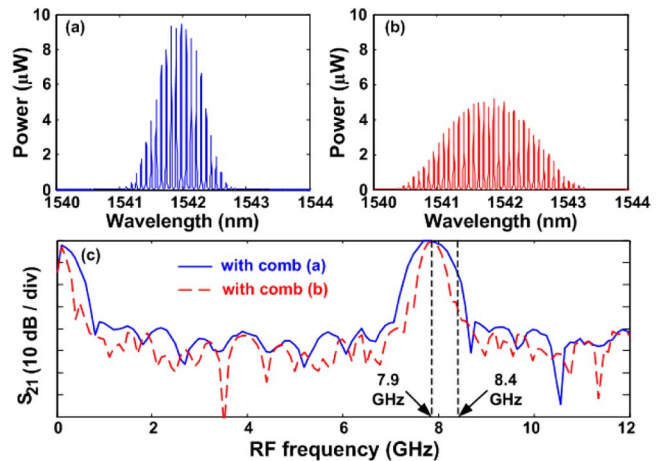 (a)
Power (μW)
10
8
6
4
2
0
1540 1541 1542 1543 1544
Wavelength (nm)
(b)
Power (μW)
10
8
6
4
2
0
1540 1541 1542 1543 1544
Wavelength (nm)
(c)
with comb (a)
with comb (b)
S21 (10 dB / div)
7.9
GHz
8.4
GHz
0 2 4 6 8 10 12
RF frequency (GHz)